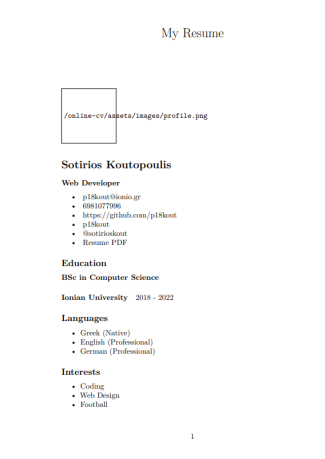 My Resume
/online-cv/assets/images/profile.png
Sotirios Koutopoulis
Web Developer
• p18kout@ionio.gr
• 6981077996
• https://github.com/p18kout
• p18kout
• @sotirioskout
• Resume PDF
Education
BSc in Computer Science
Ionian University 2018 - 2022
Languages
• Greek (Native)
• English (Professional)
• German (Professional)
Interests
• Coding
• Web Design
• Football
1